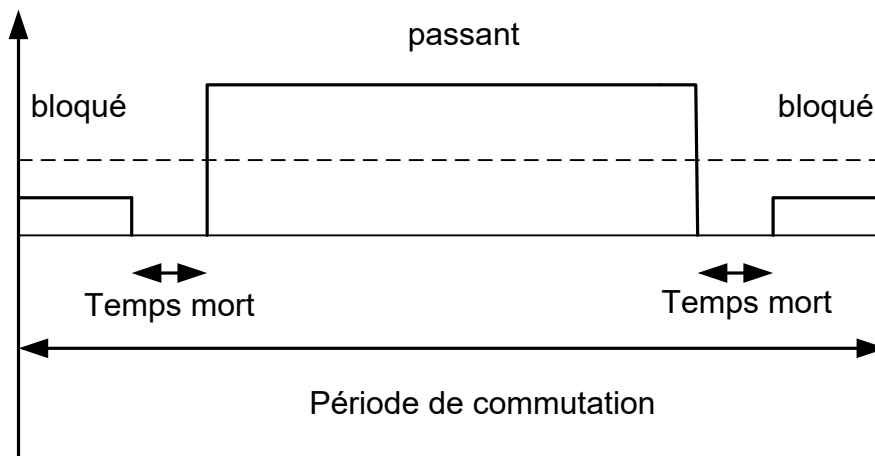 passant
bloqué
bloqué
Temps mort
Temps mort
Période de commutation